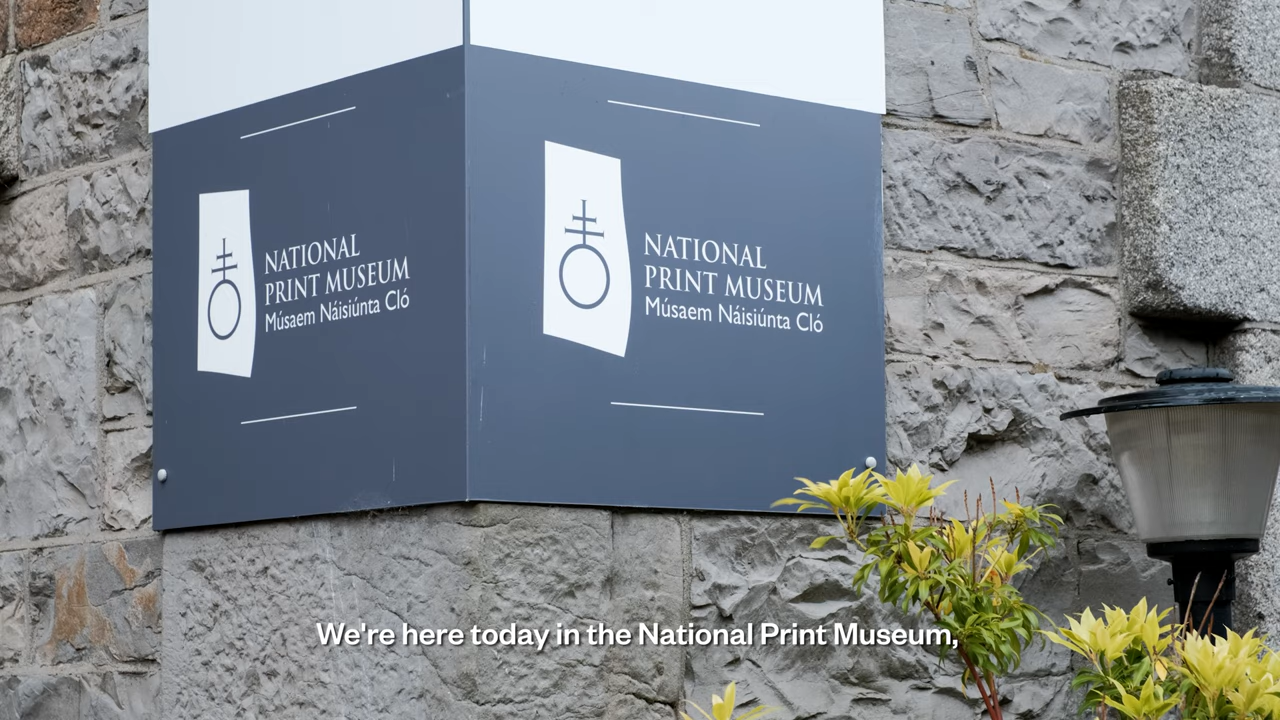 NATIONAL
PRINT MUSEUM
Músaem Náisiúnta Cló
NATIONAL
PRINT MUSEUM
Músaem Náisiúnta Cló
We're here today in the National Print Museum,